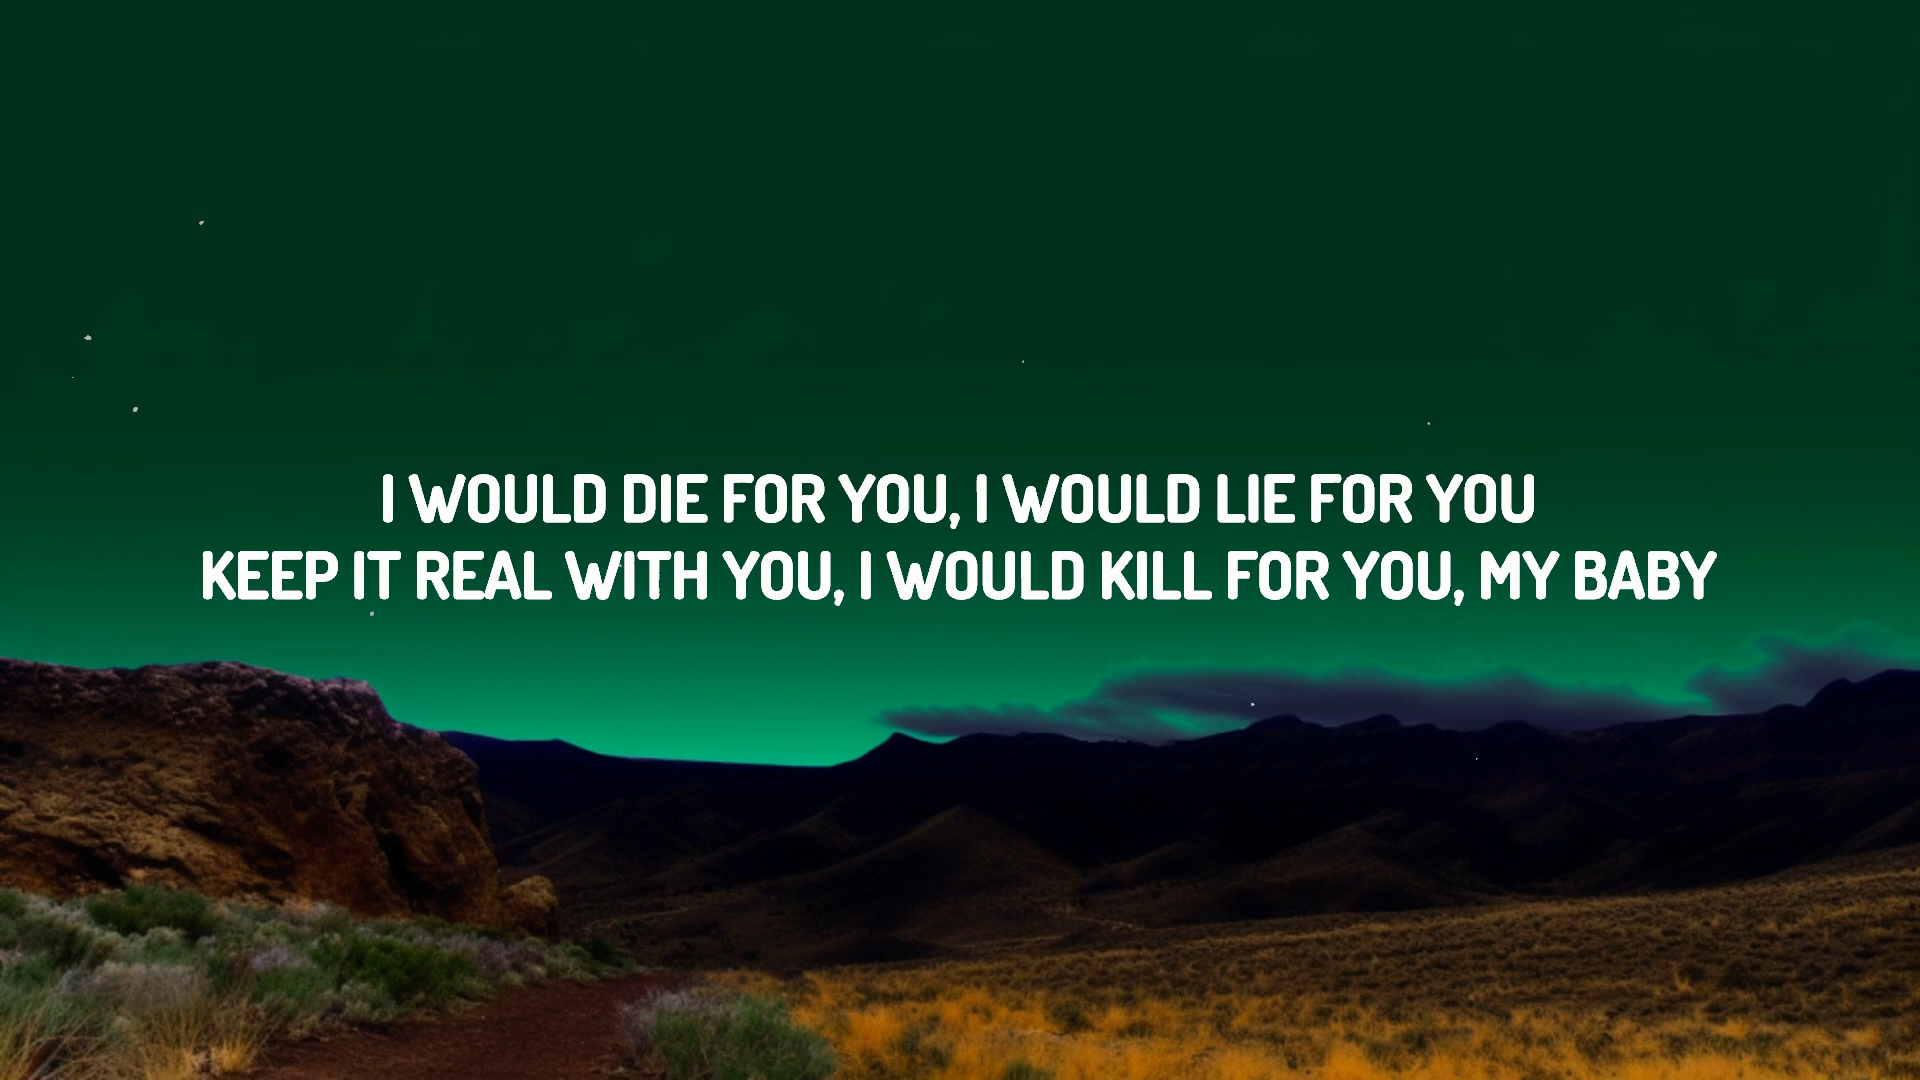 I WOULD DIE FOR YOU, I WOULD LIE FOR YOU
KEEP IT REAL WITH YOU, I WOULD KILL FOR YOU, MY BABY